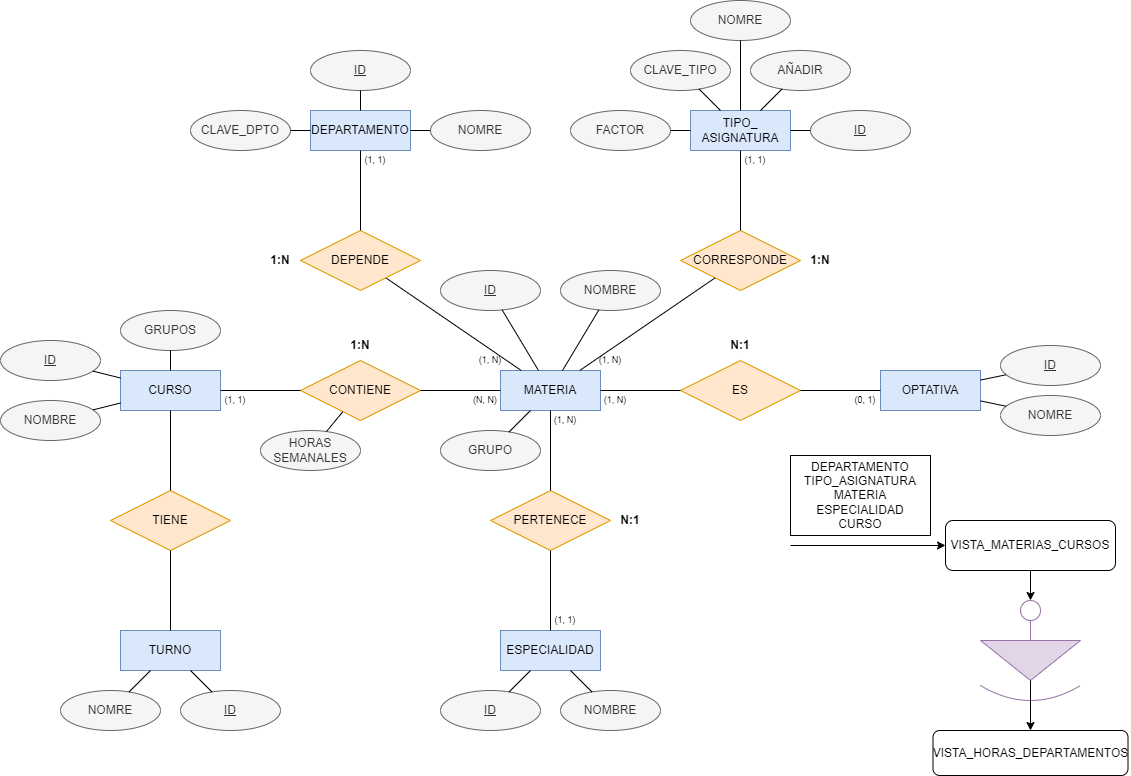 NOMRE
ID
CLAVE_TIPO
AÑADIR
CLAVE_DPTO
DEPARTAMENTO
NOMRE
FACTOR
TIPO_
ASIGNATURA
ID
(1, 1)
(1, 1)
1:N
DEPENDE
CORRESPONDE
1:N
ID
NOMBRE
GRUPOS
1:N
N:1
ID
(1, N)
(1, N)
ID
CURSO
CONTIENE
MATERIA
ES
OPTATIVA
(1, 1)
(N, N)
(1, N)
(0, 1)
NOMBRE
NOMRE
(1, N)
HORAS
SEMANALES
GRUPO
DEPARTAMENTO
TIPO_ASIGNATURA
MATERIA
ESPECIALIDAD
CURSO
TIENE
PERTENECE
N:1
VISTA_MATERIAS_CURSOS
(1, 1)
TURNO
ESPECIALIDAD
NOMRE
ID
ID
NOMBRE
VISTA_HORAS_DEPARTAMENTOS